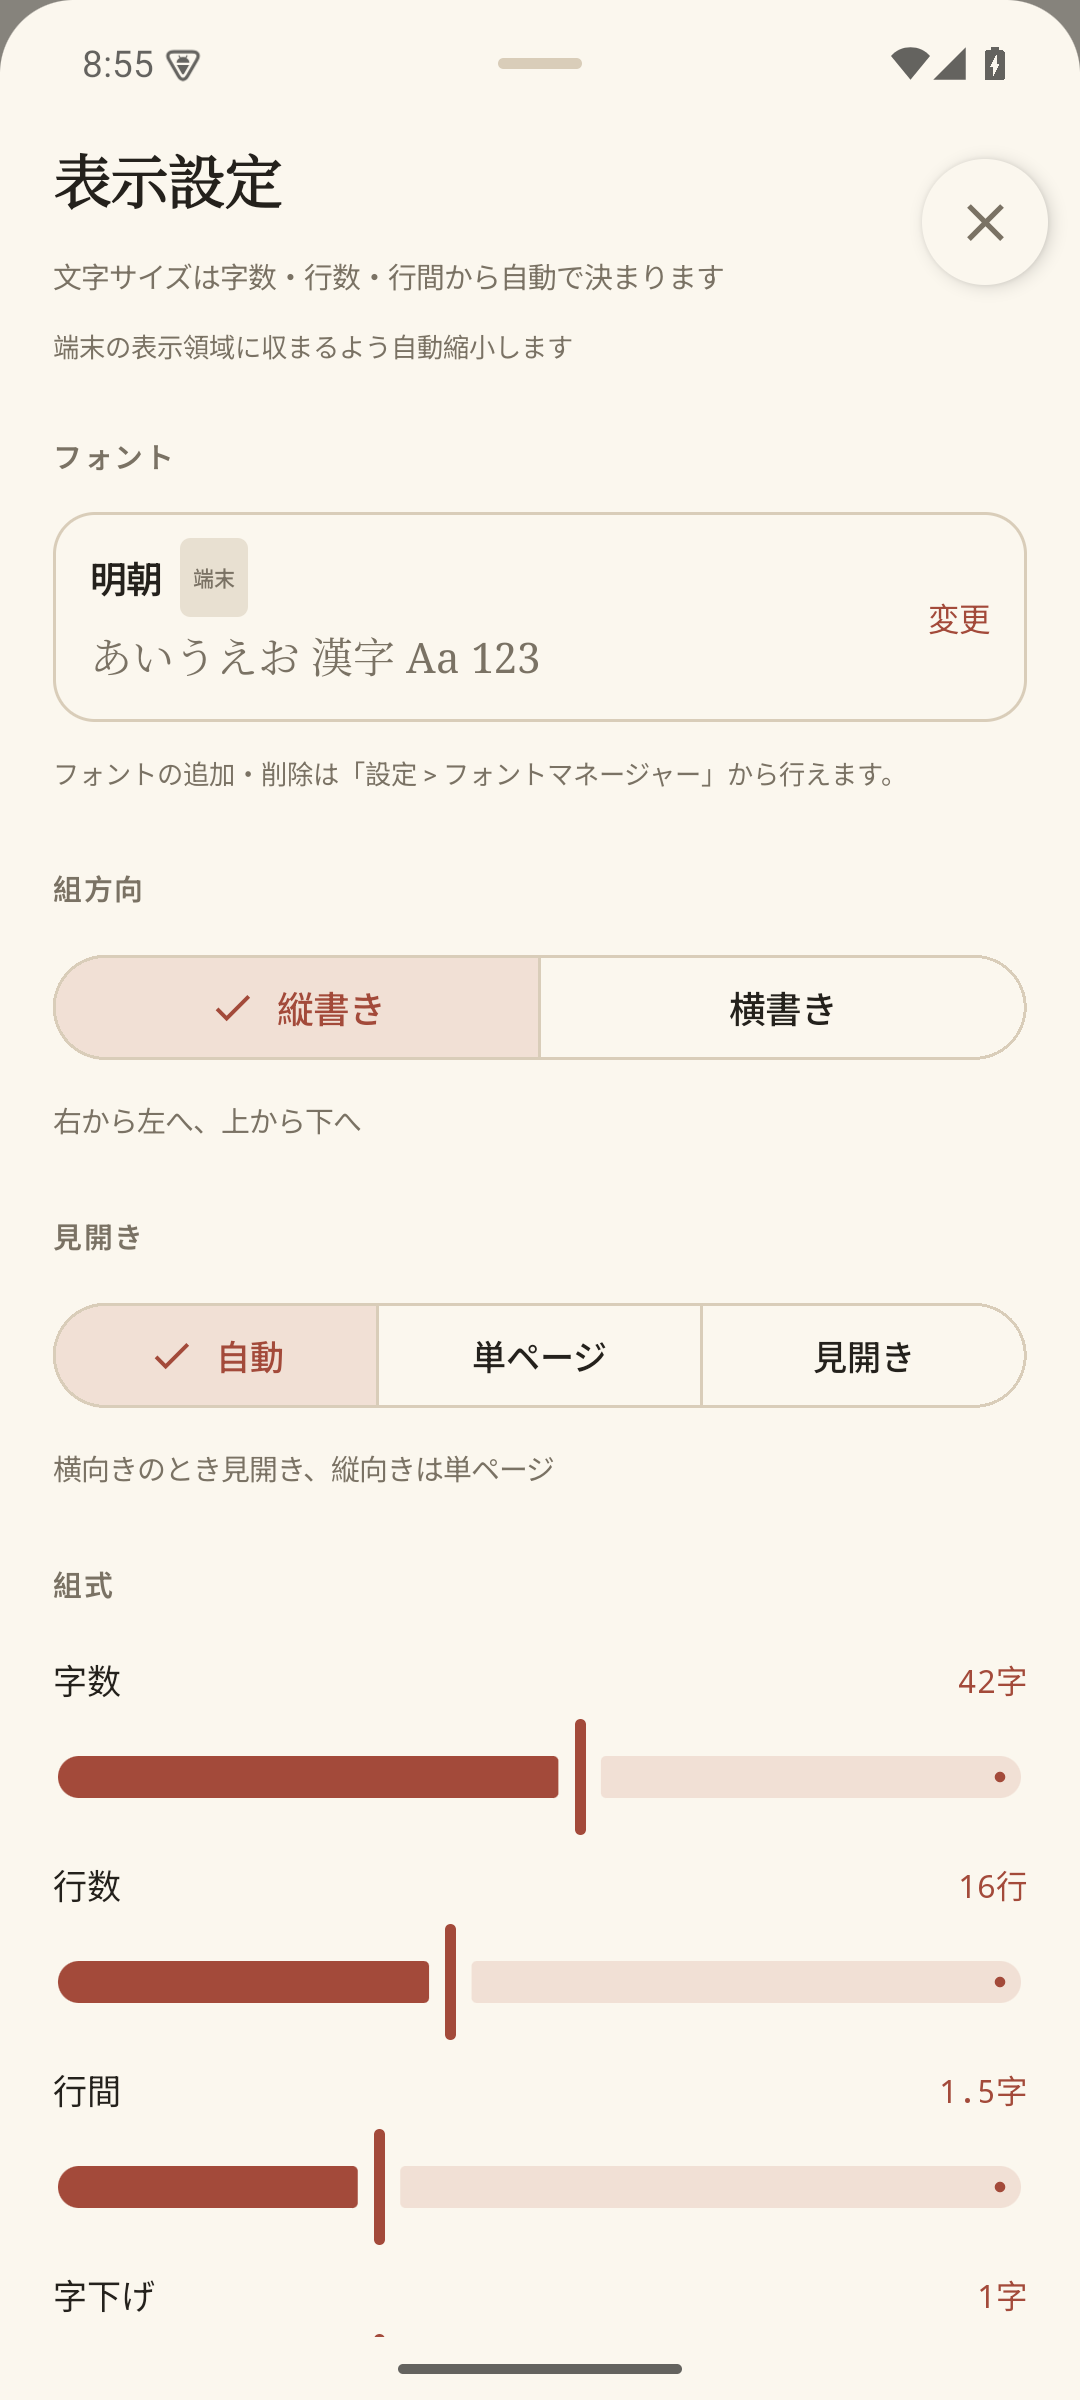 8:55
表示設定
文字サイズは字数・行数・行間から自動で決まります
端末の表示領域に収まるよう自動縮小します
フォント
明朝 端末
あいうえお 漢字 Aa 123
変更
フォントの追加・削除は「設定 > フォントマネージャー」から行えます。
組方向
縦書き 横書き
右から左へ、上から下へ
見開き
自動 単ページ 見開き
横向きのとき見開き、縦向きは単ページ
組式
字数 42字
行数 16行
行間 1.5字
字下げ 1字